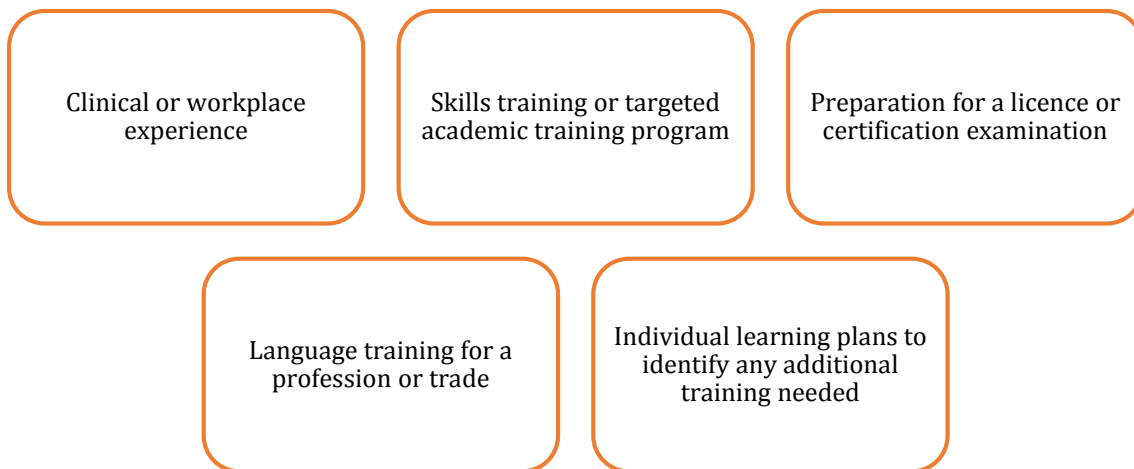 Clinical or workplace
experience
Skills training or targeted
academic training program
Preparation for a licence or
certification examination
Language training for a
profession or trade
Individual learning plans to
identify any additional
training needed